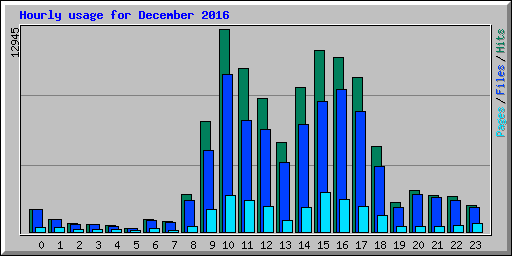 Hourly usage for December 2016
12945
Pages/Files/Hits
0 1 2 3 4 5 6 7 8 9 10 11 12 13 14 15 16 17 18 19 20 21 22 23